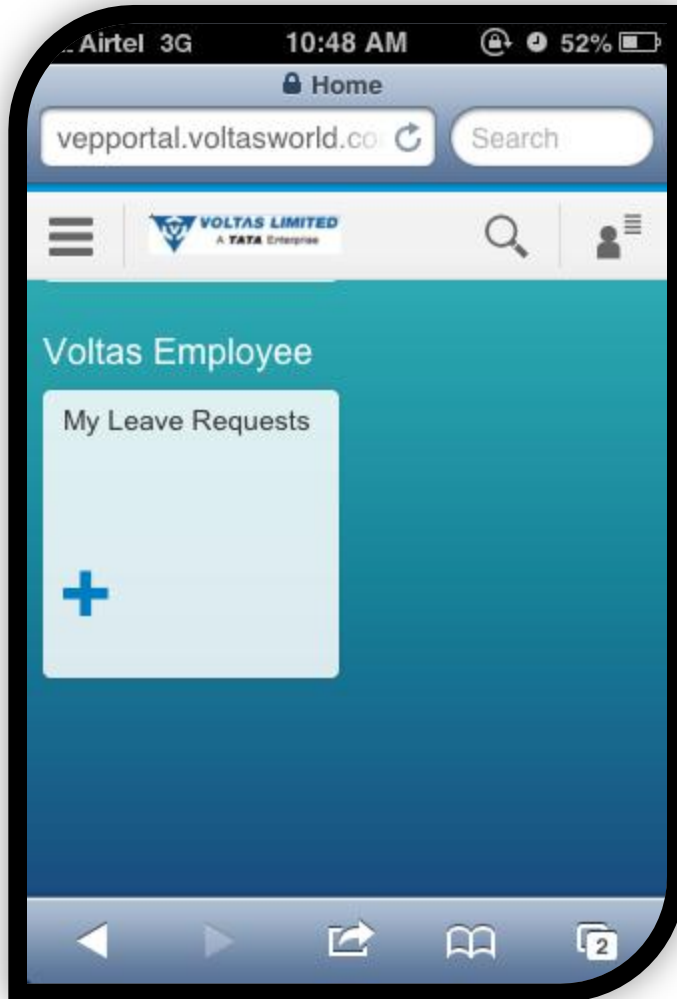 Airtel 3G 10:48 AM 52%
Home
vepportal.voltasworld.co Search
VOLTAS LIMITED
A TATA Enterprise
Voltas Employee
My Leave Requests
2